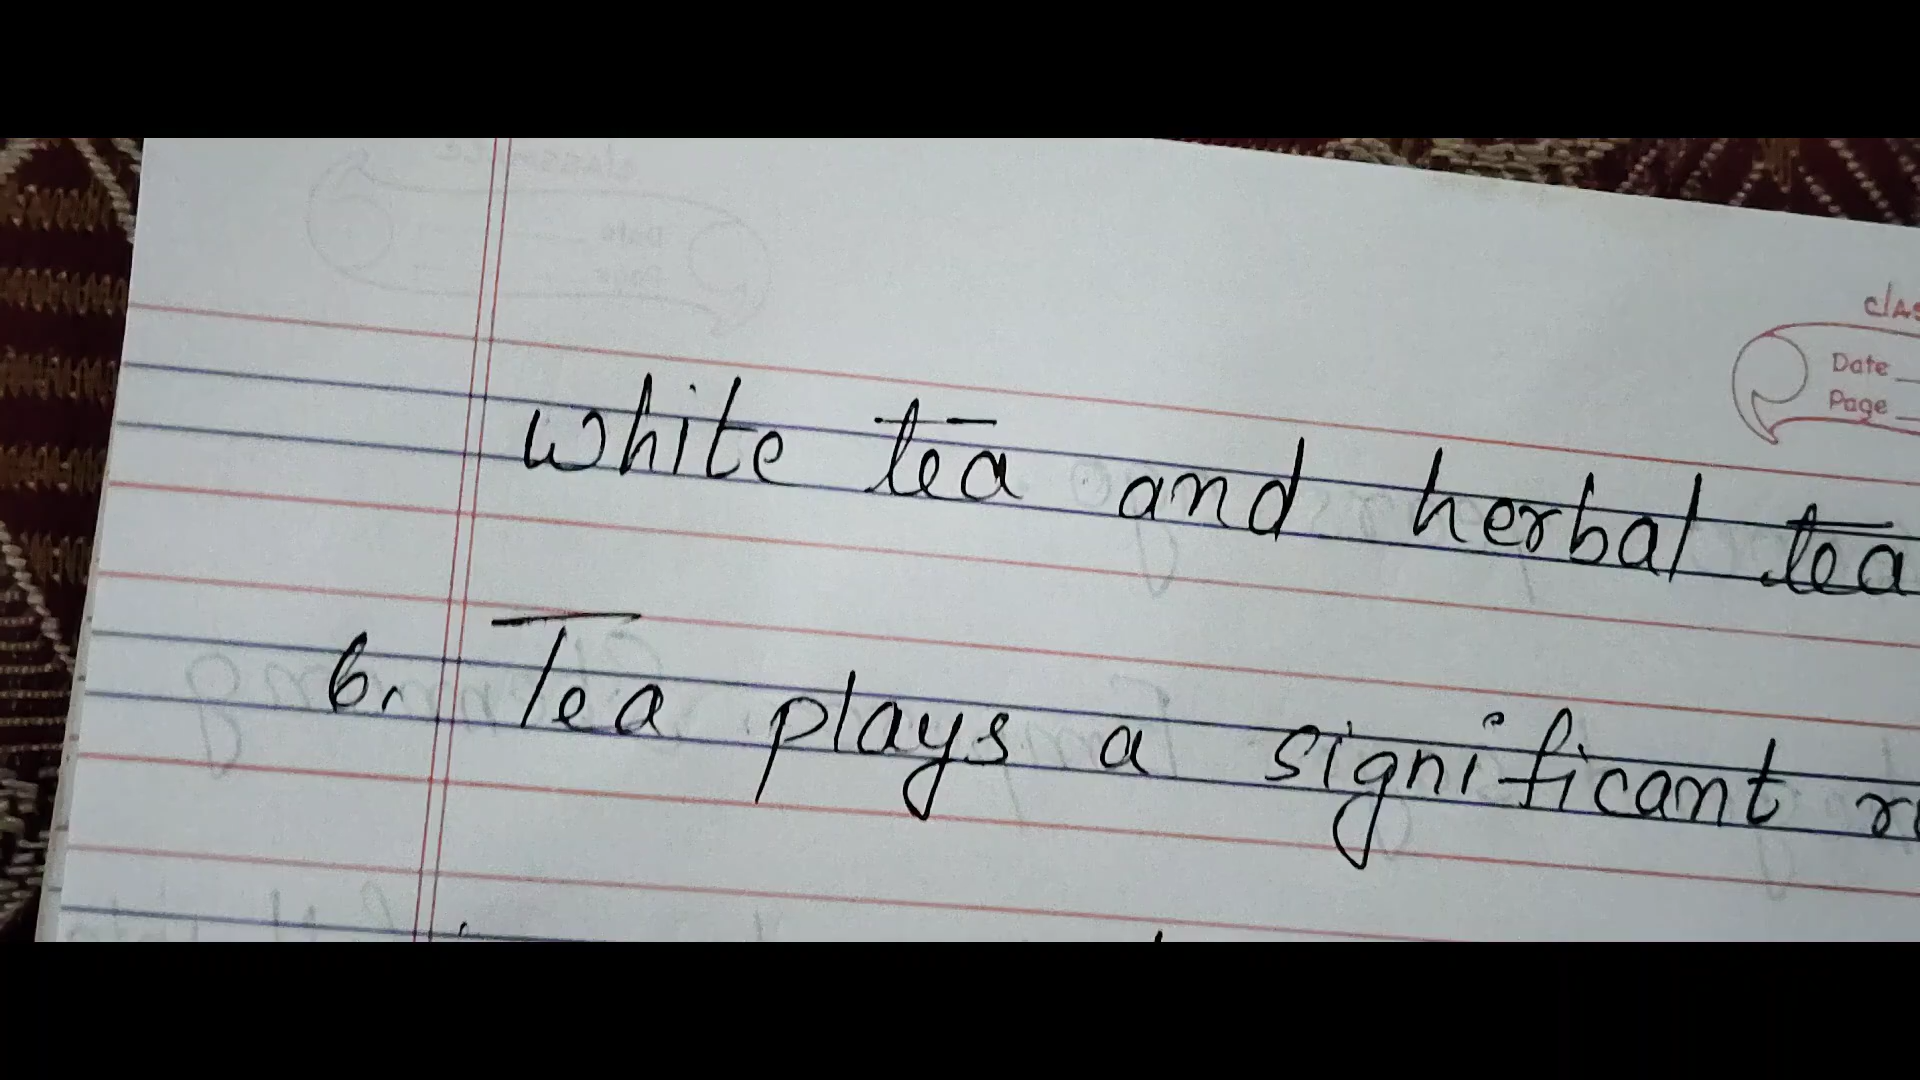 Date
Page
white tea and herbal tea
6. Tea plays a significant